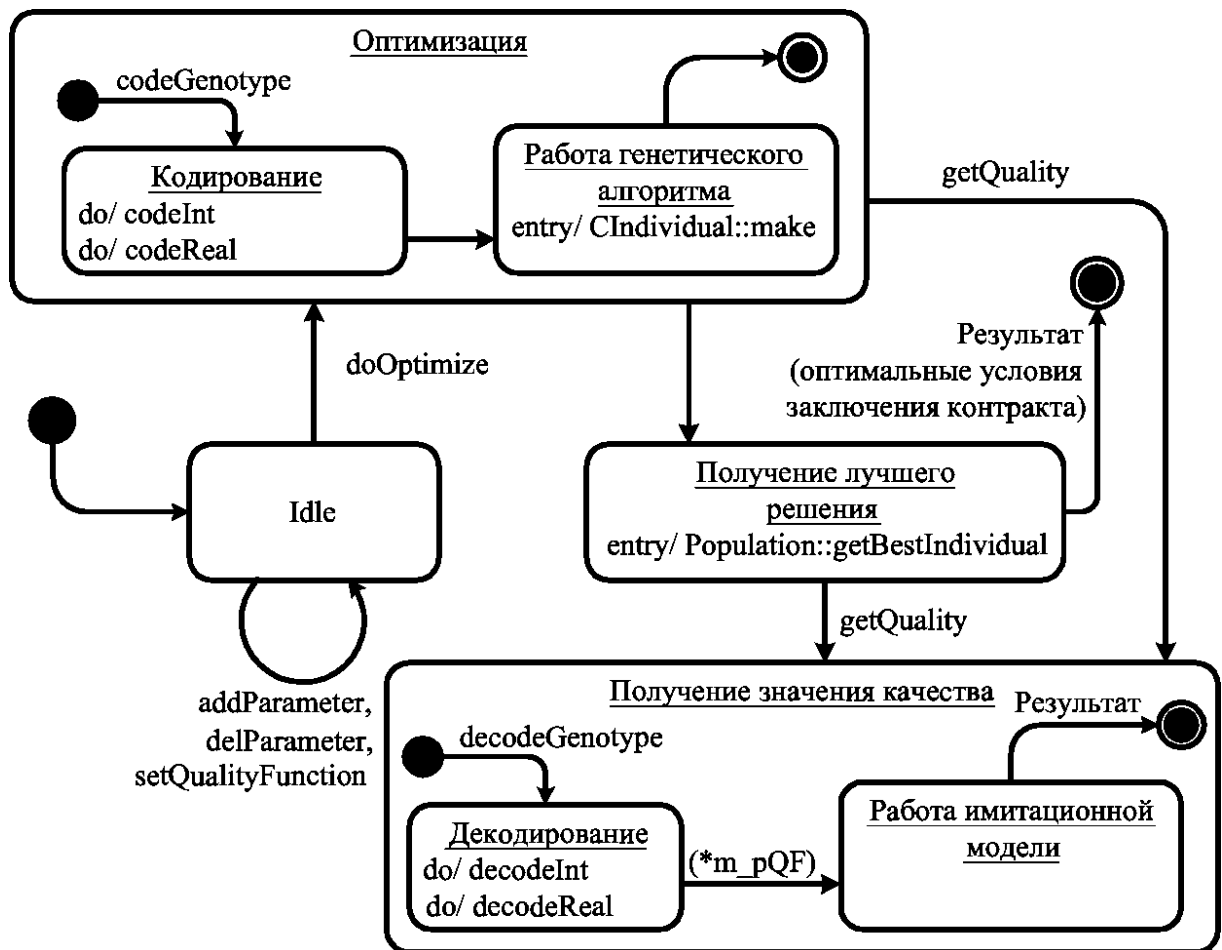 Оптимизация
codeGenotype
Кодирование
do/ codeInt
do/ codeReal
Работа генетического
алгоритма
entry/ CIndividual::make
getQuality
doOptimize
Результат
(оптимальные условия
заключения контракта)
Idle
Получение лучшего
решения
entry/ Population::getBestIndividual
getQuality
addParameter,
delParameter,
setQualityFunction
Получение значения качества
decodeGenotype
Результат
Декодирование
do/ decodeInt
do/ decodeReal
(*m_pQF)
Работа имитационной
модели